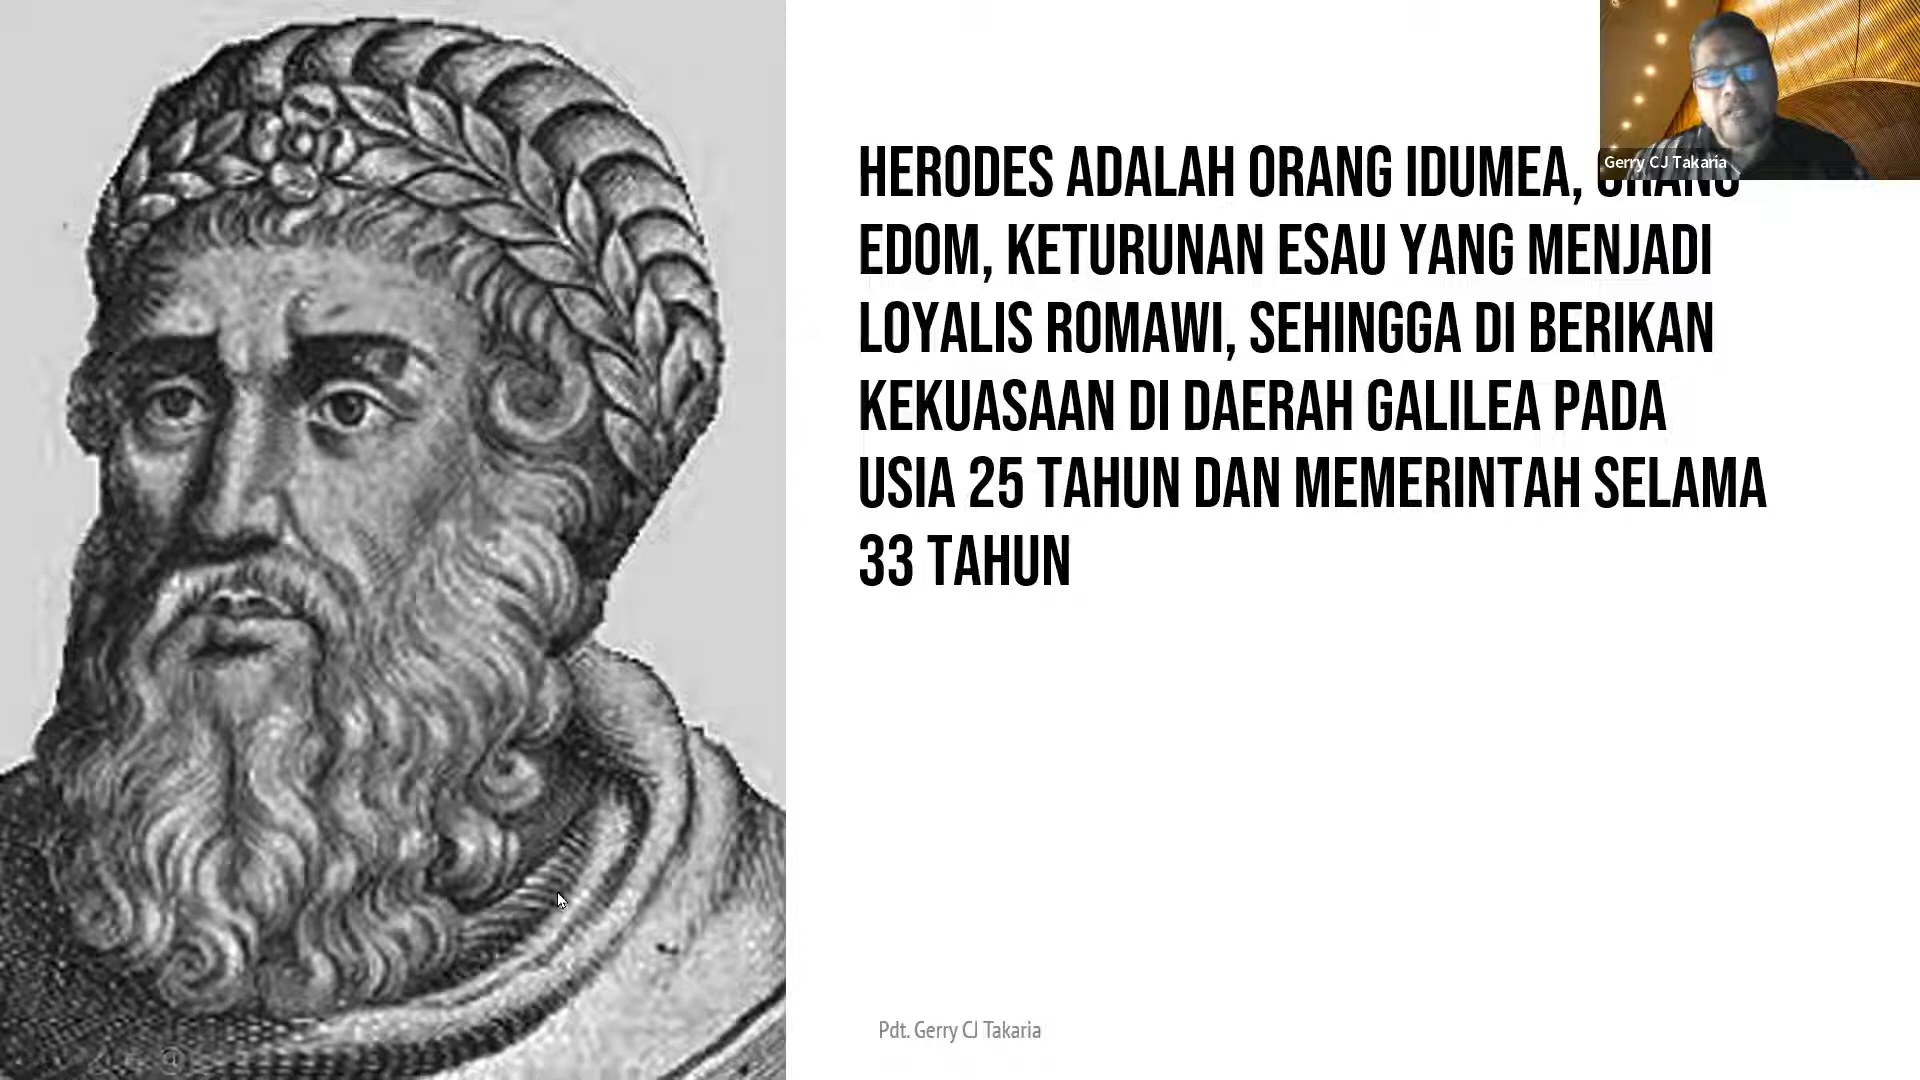 HERODES ADALAH ORANG IDUMEA, ORANG
EDOM, KETURUNAN ESAU YANG MENJADI
LOYALIS ROMAWI, SEHINGGA DI BERIKAN
KEKUASAAN DI DAERAH GALILEA PADA
USIA 25 TAHUN DAN MEMERINTAH SELAMA
33 TAHUN
Gerry CJ Takaria
Pdt. Gerry CJ Takaria